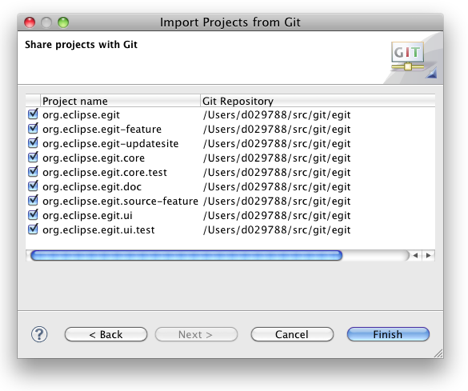 Import Projects from Git
Share projects with Git
GIT
Project name Git Repository
org.eclipse.egit /Users/d029788/src/git/egit
org.eclipse.egit-feature /Users/d029788/src/git/egit
org.eclipse.egit-updatesite /Users/d029788/src/git/egit
org.eclipse.egit.core /Users/d029788/src/git/egit
org.eclipse.egit.core.test /Users/d029788/src/git/egit
org.eclipse.egit.doc /Users/d029788/src/git/egit
org.eclipse.egit.source-feature /Users/d029788/src/git/egit
org.eclipse.egit.ui /Users/d029788/src/git/egit
org.eclipse.egit.ui.test /Users/d029788/src/git/egit
? < Back Next > Cancel Finish